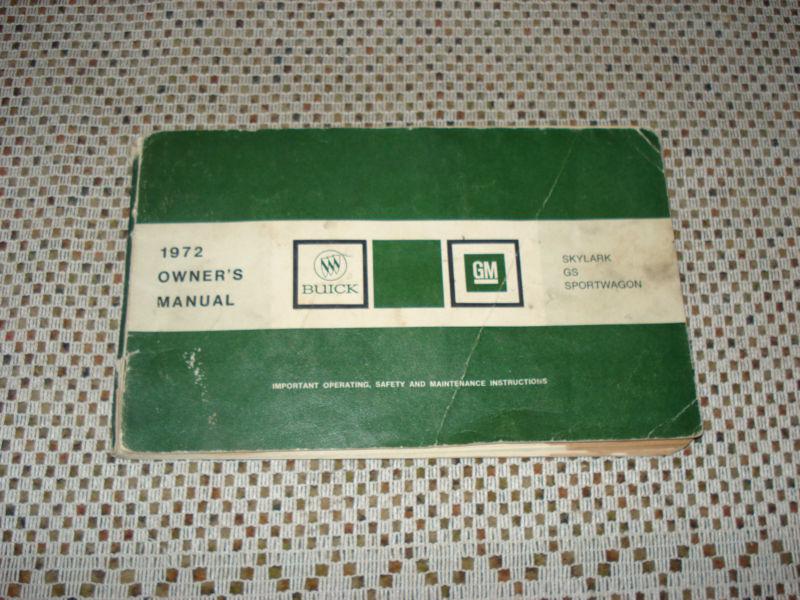 1972
OWNER'S
MANUAL
BUICK
GM
SKYLARK
GS
SPORTWAGON
IMPORTANT OPERATING, SAFETY AND MAINTENANCE INSTRUCTIONS